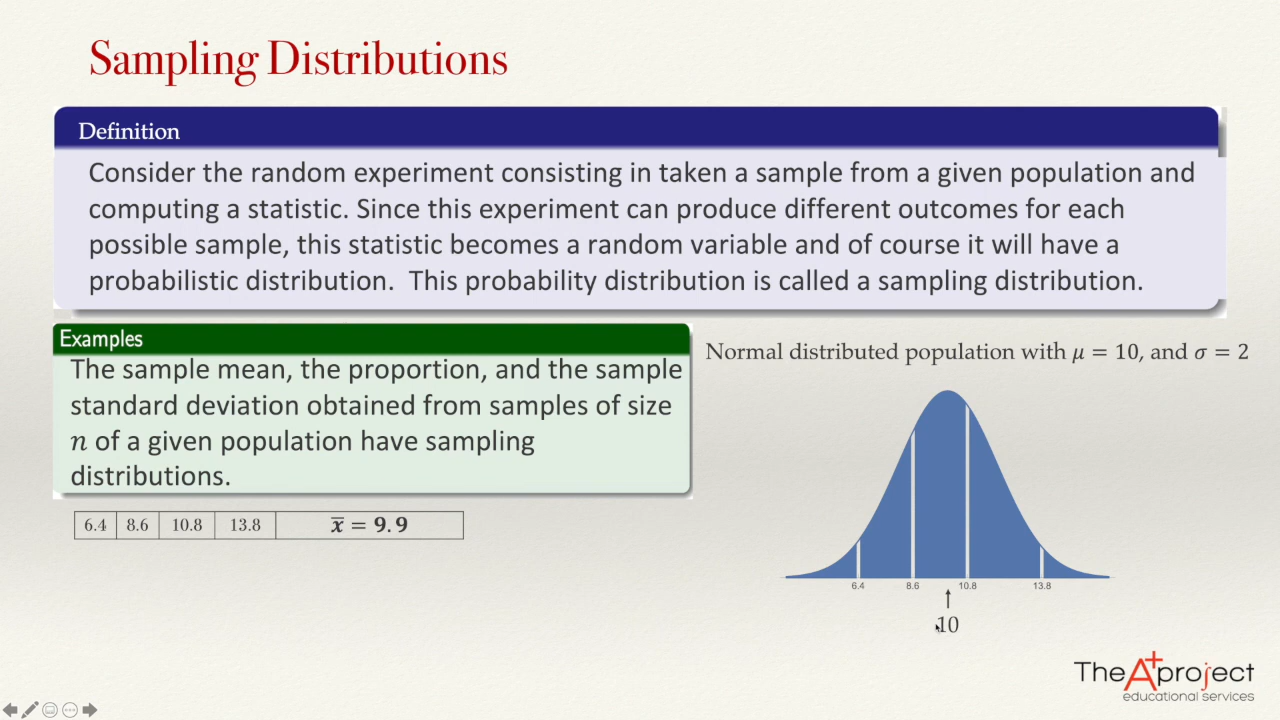 Sampling Distributions
Definition
Consider the random experiment consisting in taken a sample from a given population and
computing a statistic. Since this experiment can produce different outcomes for each
possible sample, this statistic becomes a random variable and of course it will have a
probabilistic distribution.  This probability distribution is called a sampling distribution.
Examples
The sample mean, the proportion, and the sample
standard deviation obtained from samples of size
n of a given population have sampling
distributions.
6.4 8.6 10.8 13.8 x̅ = 9.9
Normal distributed population with μ = 10, and σ = 2
6.4 8.6 10.8 13.8
10
The A+ project
educational services